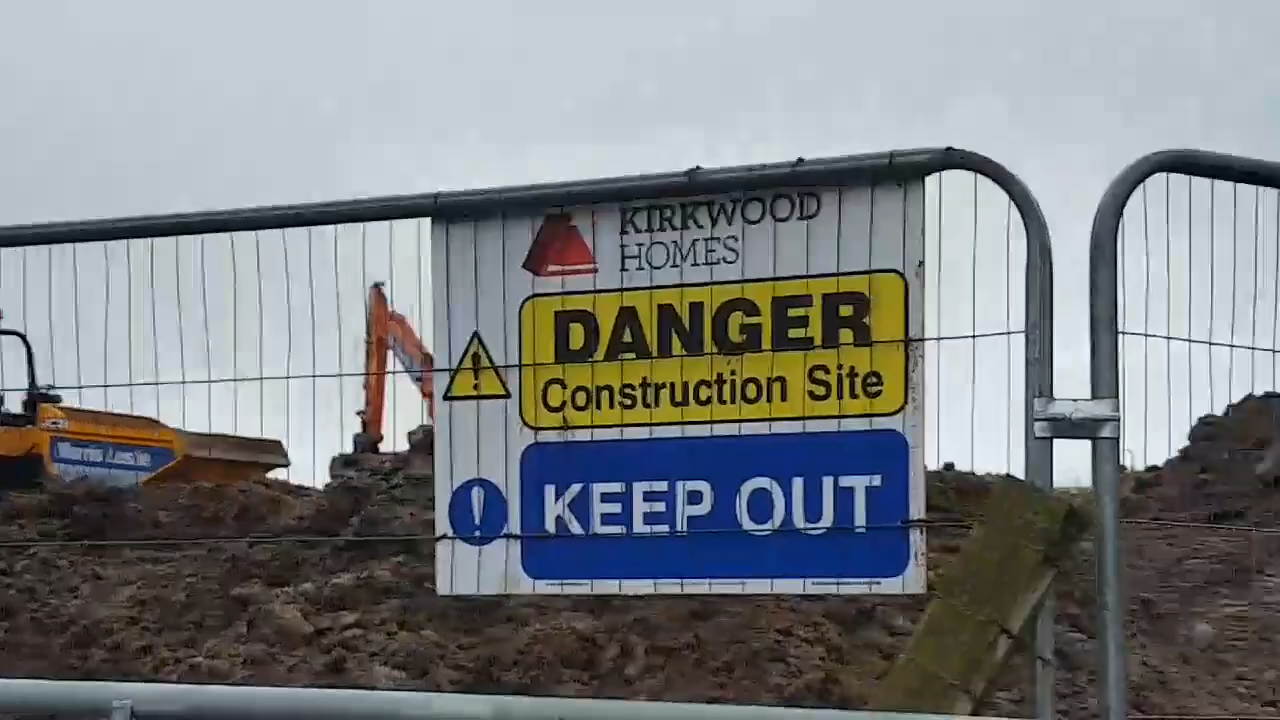 KIRKWOOD
HOMES
DANGER
Construction Site
KEEP OUT